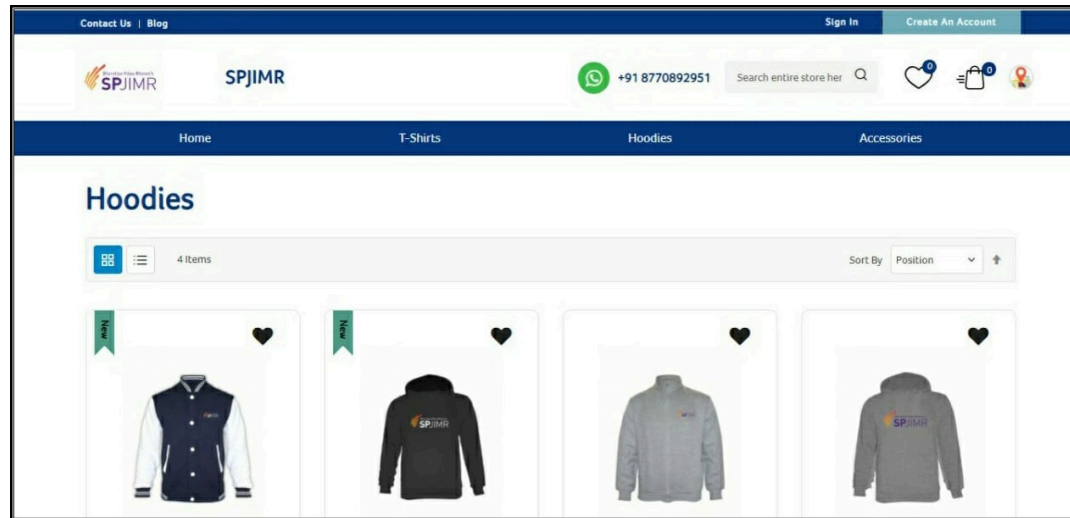 Contact Us | Blog
Sign In
Create An Account
SPJIMR
SPJIMR
+91 8770892951
Search entire store her
0
0
Home
T-Shirts
Hoodies
Accessories
Hoodies
4 Items
Sort By
Position
New
New
SPJIMR
SPJIMR